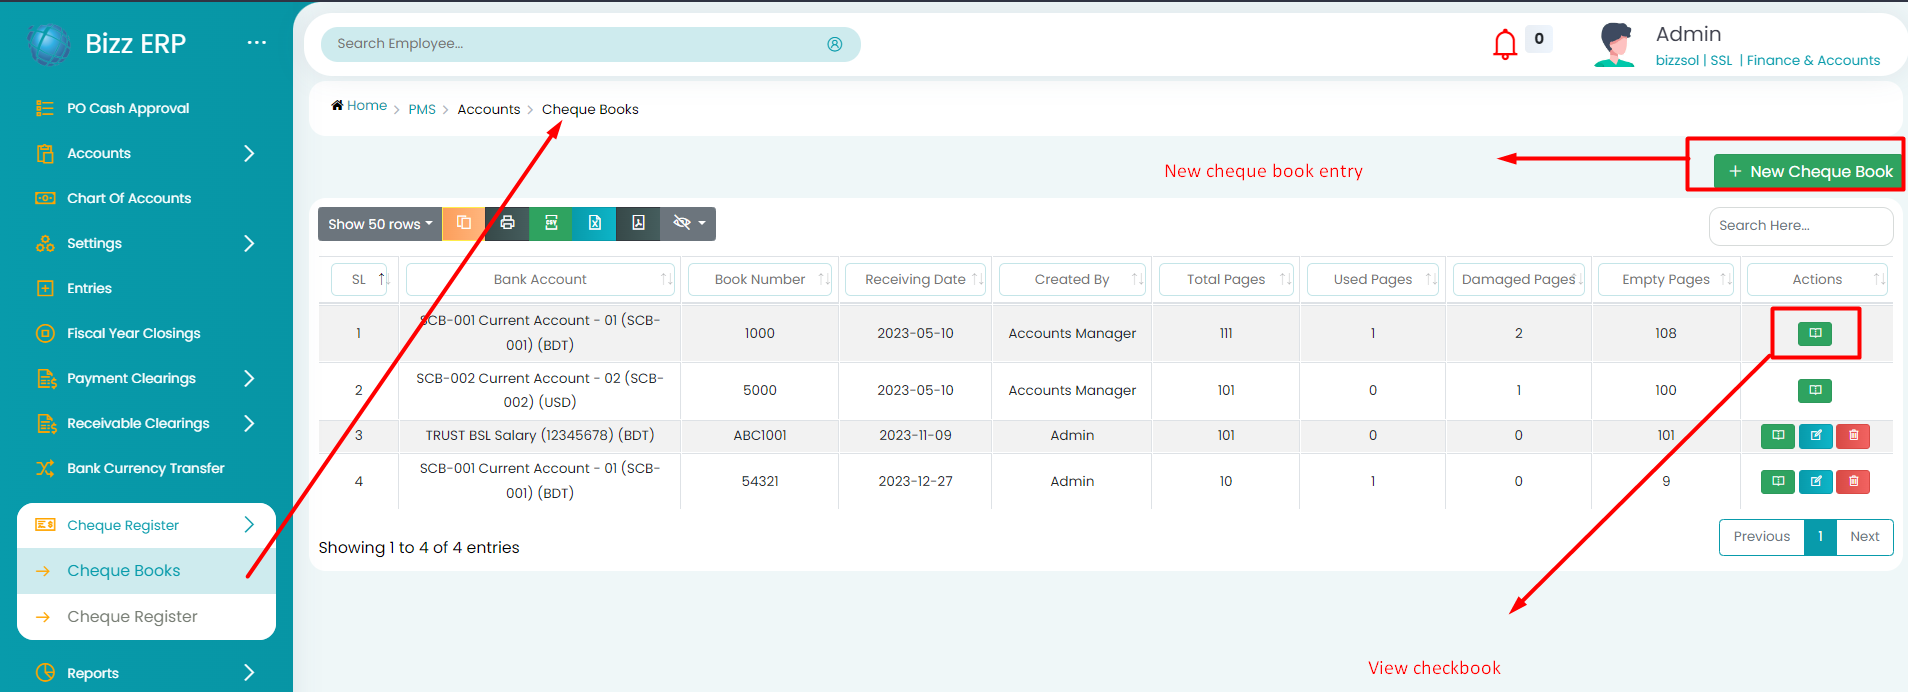 Bizz ERP
...
Search Employee...
0
Admin
bizzsol | SSL | Finance & Accounts
PO Cash Approval
Accounts
Chart Of Accounts
Settings
Entries
Fiscal Year Closings
Payment Clearings
Receivable Clearings
Bank Currency Transfer
Cheque Register
Cheque Books
Cheque Register
Reports
Home > PMS > Accounts > Cheque Books
New cheque book entry
+ New Cheque Book
Show 50 rows
CSV
Search Here...
SL Bank Account Book Number Receiving Date Created By Total Pages Used Pages Damaged Pages Empty Pages Actions
1 SCB-001 Current Account - 01 (SCB-
001) (BDT) 1000 2023-05-10 Accounts Manager 111 1 2 108
2 SCB-002 Current Account - 02 (SCB-
002) (USD) 5000 2023-05-10 Accounts Manager 101 0 1 100
3 TRUST BSL Salary (12345678) (BDT) ABC1001 2023-11-09 Admin 101 0 0 101
4 SCB-001 Current Account - 01 (SCB-
001) (BDT) 54321 2023-12-27 Admin 10 1 0 9
Showing 1 to 4 of 4 entries
Previous 1 Next
View checkbook